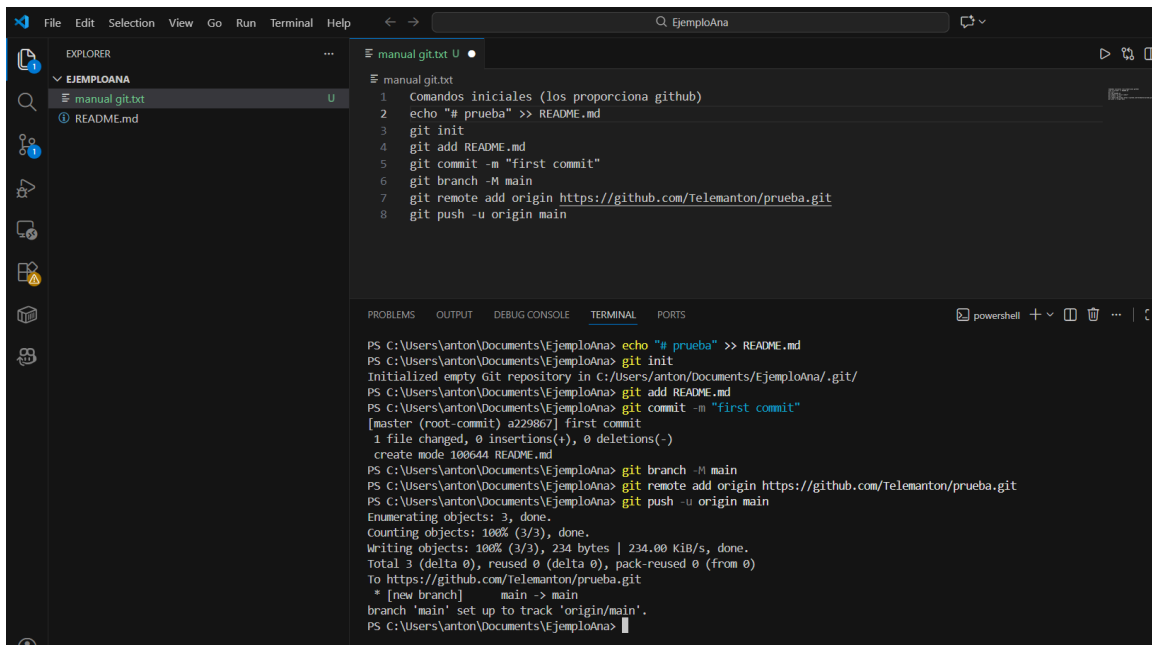 File Edit Selection View Go Run Terminal Help
EjemploAna
EXPLORER
EJEMPLOANA
manual git.txt U
README.md
1
1
manual git.txt U
manual git.txt
1 Comandos iniciales (los proporciona github)
2 echo "# prueba" >> README.md
3 git init
4 git add README.md
5 git commit -m "first commit"
6 git branch -M main
7 git remote add origin https://github.com/Telemanton/prueba.git
8 git push -u origin main
PROBLEMS OUTPUT DEBUG CONSOLE TERMINAL PORTS
powershell
PS C:\Users\anton\Documents\EjemploAna> echo "# prueba" >> README.md
PS C:\Users\anton\Documents\EjemploAna> git init
Initialized empty Git repository in C:/Users/anton/Documents/EjemploAna/.git/
PS C:\Users\anton\Documents\EjemploAna> git add README.md
PS C:\Users\anton\Documents\EjemploAna> git commit -m "first commit"
[master (root-commit) a229867] first commit
 1 file changed, 0 insertions(+), 0 deletions(-)
 create mode 100644 README.md
PS C:\Users\anton\Documents\EjemploAna> git branch -M main
PS C:\Users\anton\Documents\EjemploAna> git remote add origin https://github.com/Telemanton/prueba.git
PS C:\Users\anton\Documents\EjemploAna> git push -u origin main
Enumerating objects: 3, done.
Counting objects: 100% (3/3), done.
Writing objects: 100% (3/3), 234 bytes | 234.00 KiB/s, done.
Total 3 (delta 0), reused 0 (delta 0), pack-reused 0 (from 0)
To https://github.com/Telemanton/prueba.git
 * [new branch] main -> main
branch 'main' set up to track 'origin/main'.
PS C:\Users\anton\Documents\EjemploAna>